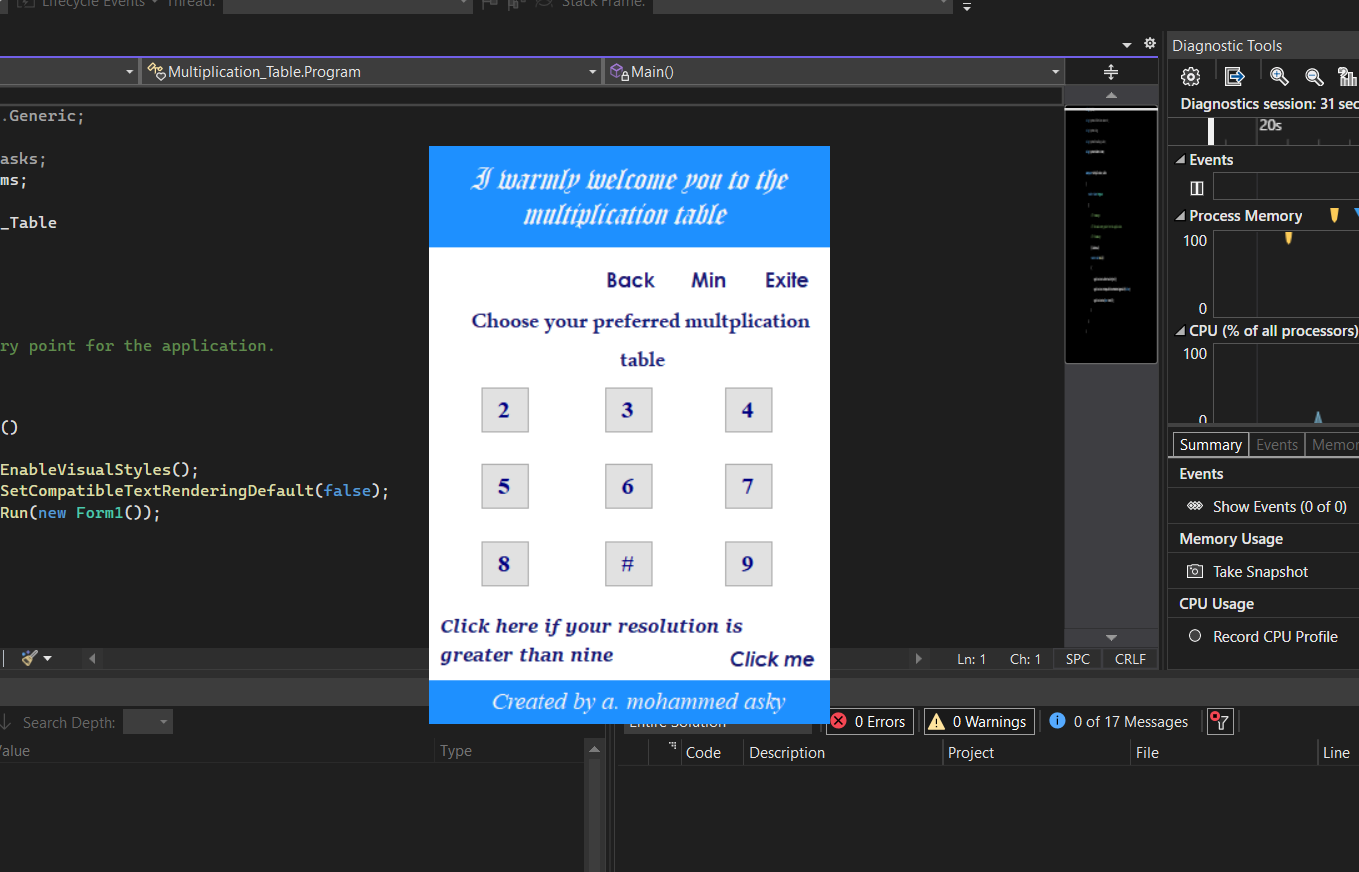 Lifecycle Events
Thread:
Stack Frame:
Diagnostic Tools
Multiplication_Table.Program
Main()
Diagnostics session: 31 sec
20s
.Generic;
asks;
ms;
_Table
ry point for the application.
()
EnableVisualStyles();
SetCompatibleTextRenderingDefault(false);
Run(new Form1());
I warmly welcome you to the
multiplication table
Back Min Exite
Choose your preferred multplication
table
2 3 4
5 6 7
8 # 9
Click here if your resolution is
greater than nine
Click me
Created by a. mohammed asky
Events
Process Memory
100
0
CPU (% of all processors)
100
0
Summary Events Memor
Events
Show Events (0 of 0)
Memory Usage
Take Snapshot
CPU Usage
Record CPU Profile
Ln: 1 Ch: 1 SPC CRLF
Search Depth:
Value Type
Entire Solution
0 Errors
0 Warnings
0 of 17 Messages
Code Description Project File Line